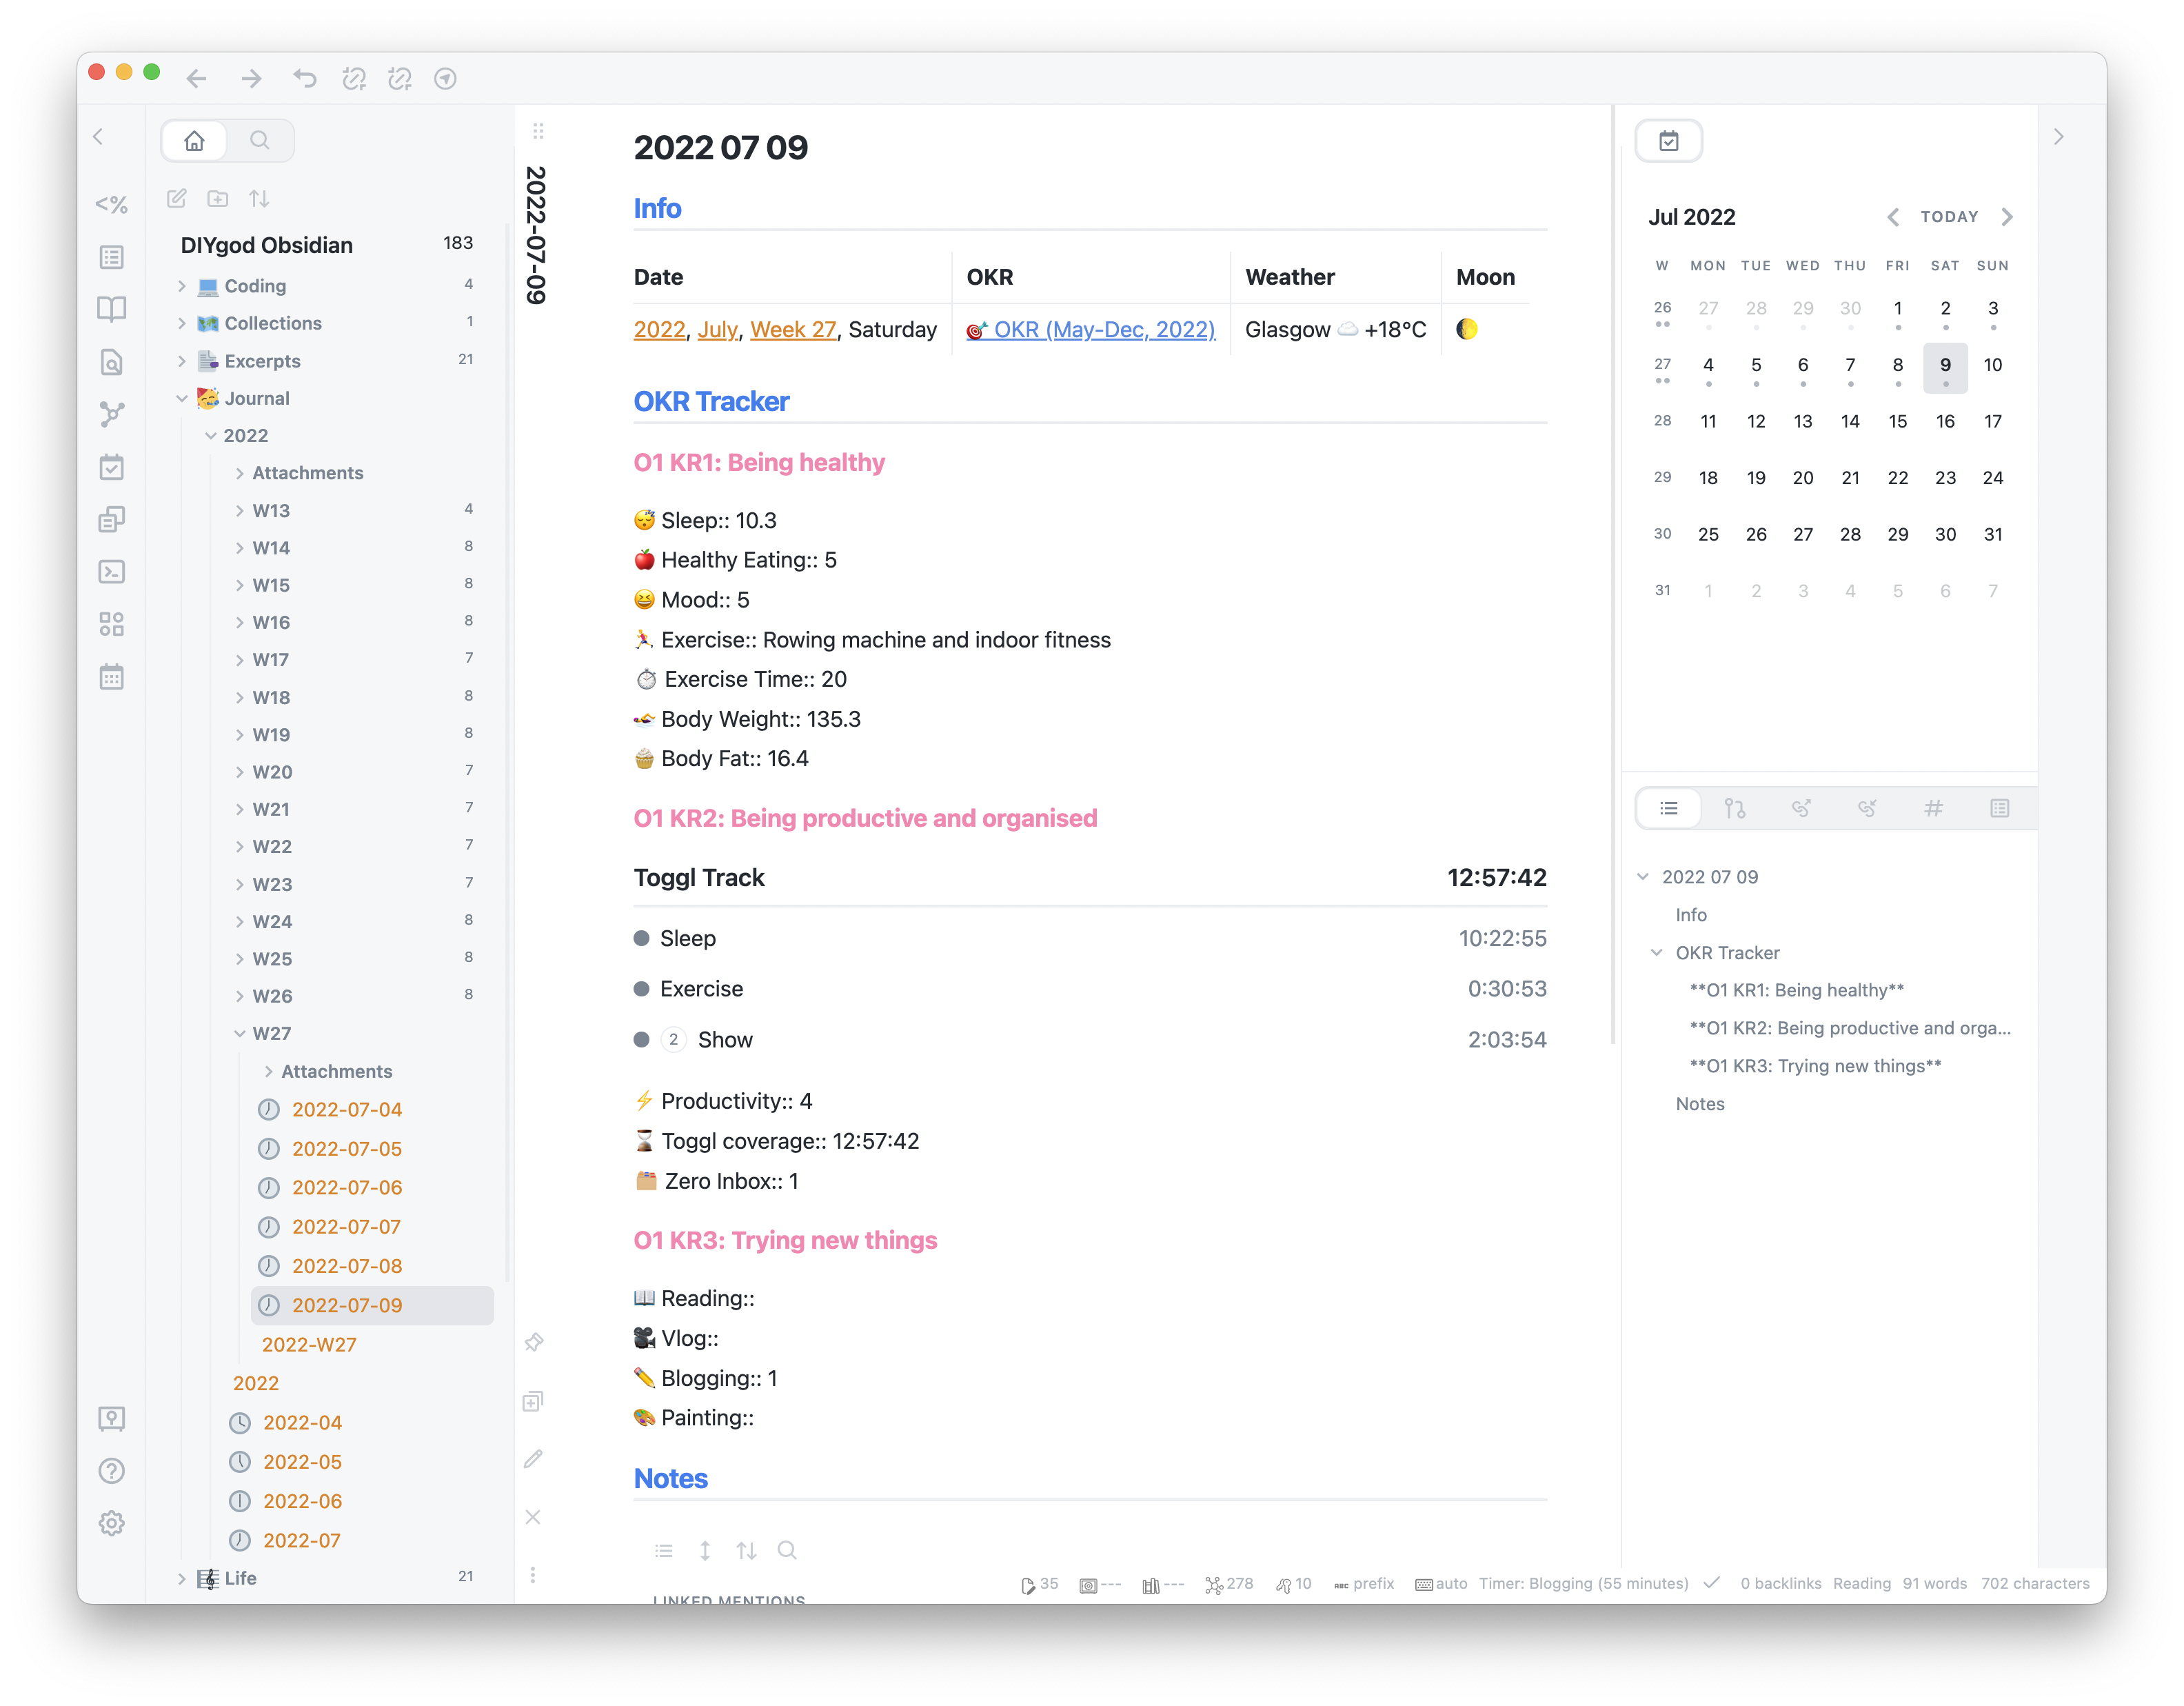 <%
DIYgod Obsidian 183
Coding 4
Collections 1
Excerpts 21
Journal
2022
Attachments
W13 4
W14 8
W15 8
W16 8
W17 7
W18 8
W19 8
W20 7
W21 7
W22 7
W23 7
W24 8
W25 8
W26 8
W27
Attachments
2022-07-04
2022-07-05
2022-07-06
2022-07-07
2022-07-08
2022-07-09
2022-W27
2022
2022-04
2022-05
2022-06
2022-07
Life 21
2022-07-09
2022 07 09
Info
Date OKR Weather Moon
2022, July, Week 27, Saturday 🎯 OKR (May-Dec, 2022) Glasgow ☁️ +18°C 🌔
OKR Tracker
O1 KR1: Being healthy
😴 Sleep:: 10.3
🍎 Healthy Eating:: 5
😆 Mood:: 5
🏃‍♀️ Exercise:: Rowing machine and indoor fitness
⏱ Exercise Time:: 20
Body Weight:: 135.3
🧁 Body Fat:: 16.4
O1 KR2: Being productive and organised
Toggl Track 12:57:42
Sleep 10:22:55
Exercise 0:30:53
2 Show 2:03:54
⚡️ Productivity:: 4
⌛️ Toggl coverage:: 12:57:42
🗂 Zero Inbox:: 1
O1 KR3: Trying new things
📖 Reading::
🎥 Vlog::
✏️ Blogging:: 1
🎨 Painting::
Notes
LINKED MENTIONS
Jul 2022 TODAY
W MON TUE WED THU FRI SAT SUN
26 27 28 29 30 1 2 3
27 4 5 6 7 8 9 10
28 11 12 13 14 15 16 17
29 18 19 20 21 22 23 24
30 25 26 27 28 29 30 31
31 1 2 3 4 5 6 7
2022 07 09
Info
OKR Tracker
**O1 KR1: Being healthy**
**O1 KR2: Being productive and orga...
**O1 KR3: Trying new things**
Notes
35 --- --- 278 10 ABC prefix auto Timer: Blogging (55 minutes) 0 backlinks Reading 91 words 702 characters